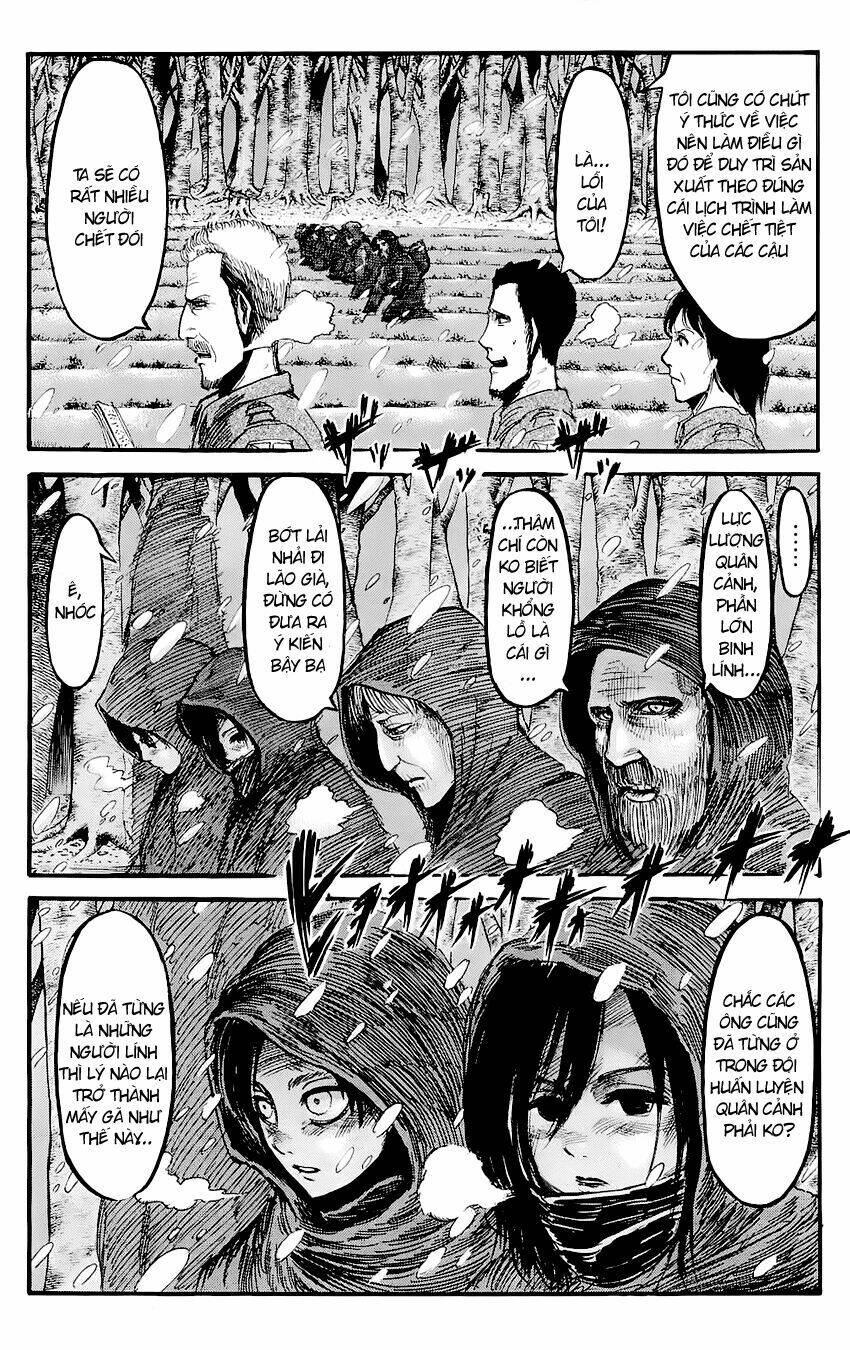 TÔI CŨNG CÓ CHÚT
Ý THỨC VỀ VIỆC
NÊN LÀM ĐIỀU GÌ
ĐÓ ĐỂ DUY TRÌ SẢN
XUẤT THEO ĐÚNG
CÁI LỊCH TRÌNH LÀM
VIỆC CHẾT TIỆT
CỦA CÁC CẬU
LÀ...
LỖI
CỦA
TÔI!
TA SẼ CÓ
RẤT NHIỀU
NGƯỜI
CHẾT ĐÓI
......
LỰC
LƯỢNG
QUÂN
CẢNH,
PHẦN
LỚN
BINH
LÍNH...
...THẬM
CHÍ CÒN
KO BIẾT
NGƯỜI
KHỔNG
LỒ LÀ
CÁI GÌ
...
BỚT LẢI
NHẢI ĐI
LÃO GIÀ,
ĐỪNG CÓ
ĐƯA RA
Ý KIẾN
BẬY BẠ
Ê,
NHÓC
CHẮC CÁC
ÔNG CŨNG
ĐÃ TỪNG Ở
TRONG ĐỘI
HUẤN LUYỆN
QUÂN CẢNH
PHẢI KO?
NẾU ĐÃ TỪNG
LÀ NHỮNG
NGƯỜI LÍNH
THÌ LÝ NÀO LẠI
TRỞ THÀNH
MẤY GÃ NHƯ
THẾ NÀY..